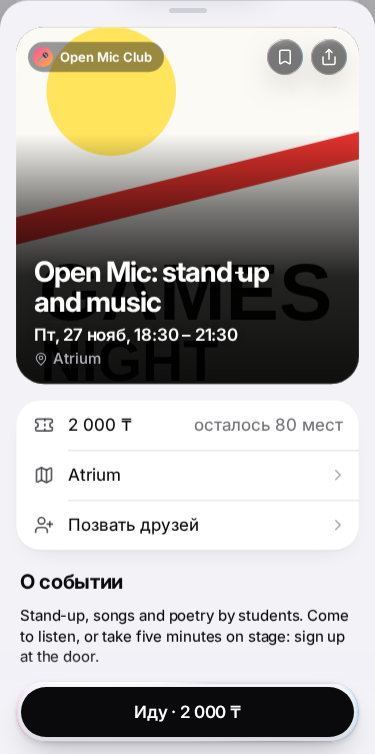 Open Mic Club
GAMES
NIGHT
Open Mic: stand-up
and music
Пт, 27 нояб, 18:30 – 21:30
Atrium
2 000 ₸
осталось 80 мест
Atrium
Позвать друзей
О событии
Stand-up, songs and poetry by students. Come
to listen, or take five minutes on stage: sign up
at the door.
Иду · 2 000 ₸